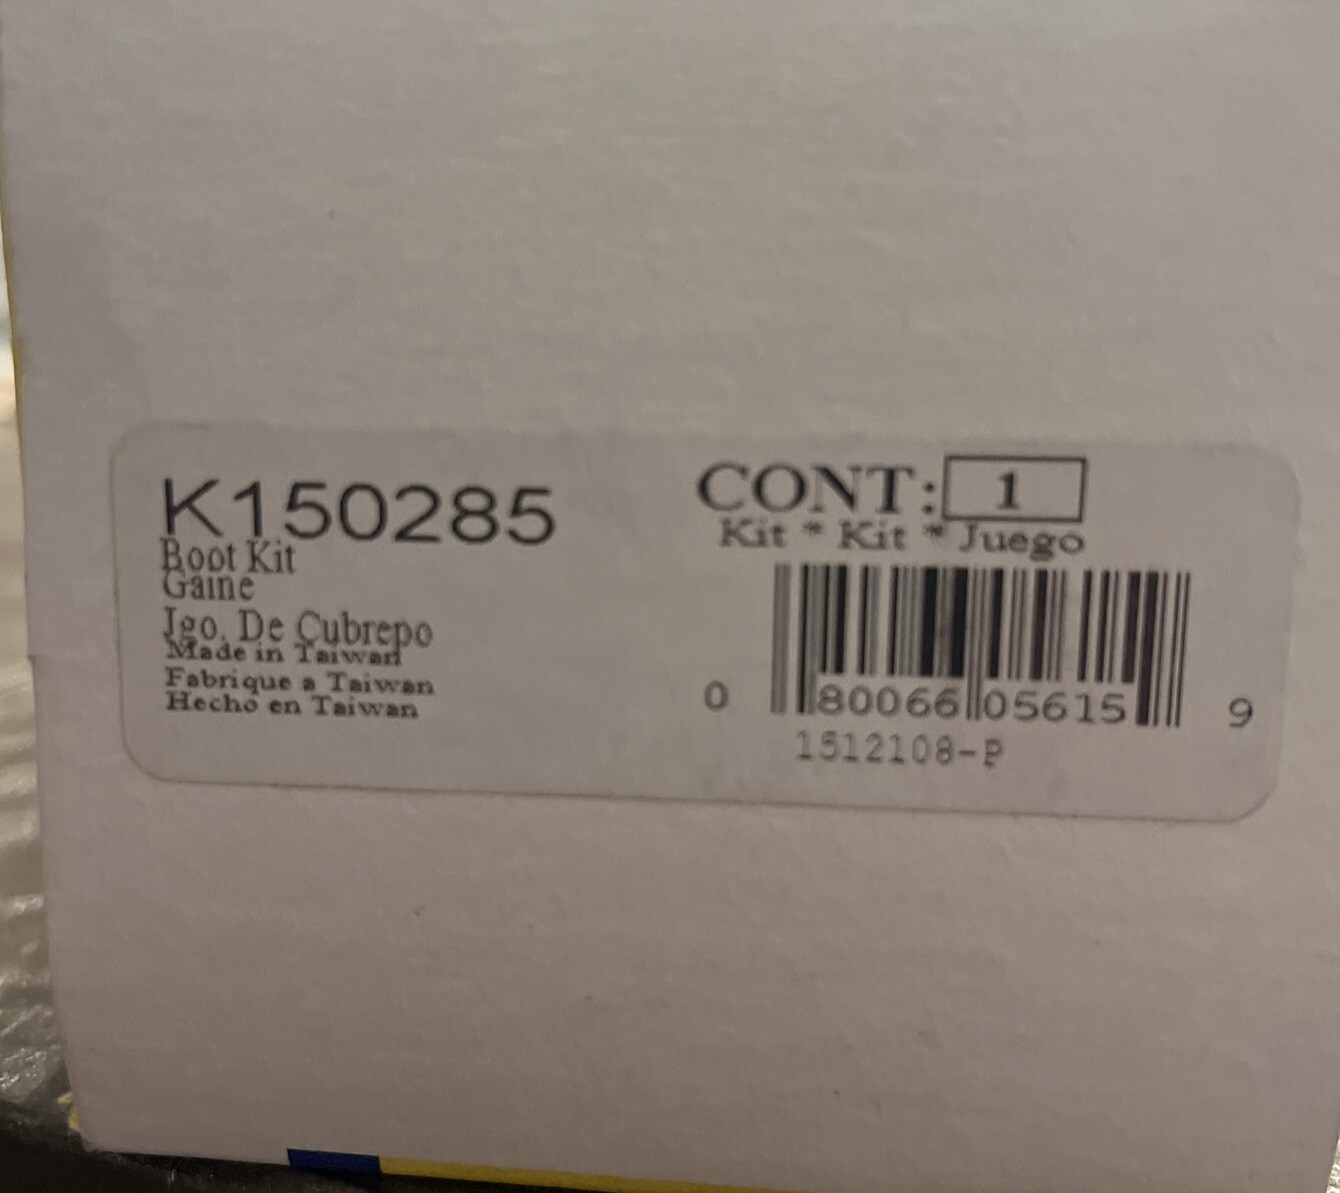 K150285
Boot Kit
Gaine
Jgo. De Cubrepo
Made in Taiwan
Fabrique a Taiwan
Hecho en Taiwan
CONT: 1
Kit * Kit * Juego
0 80066 05615 9
1512108-P